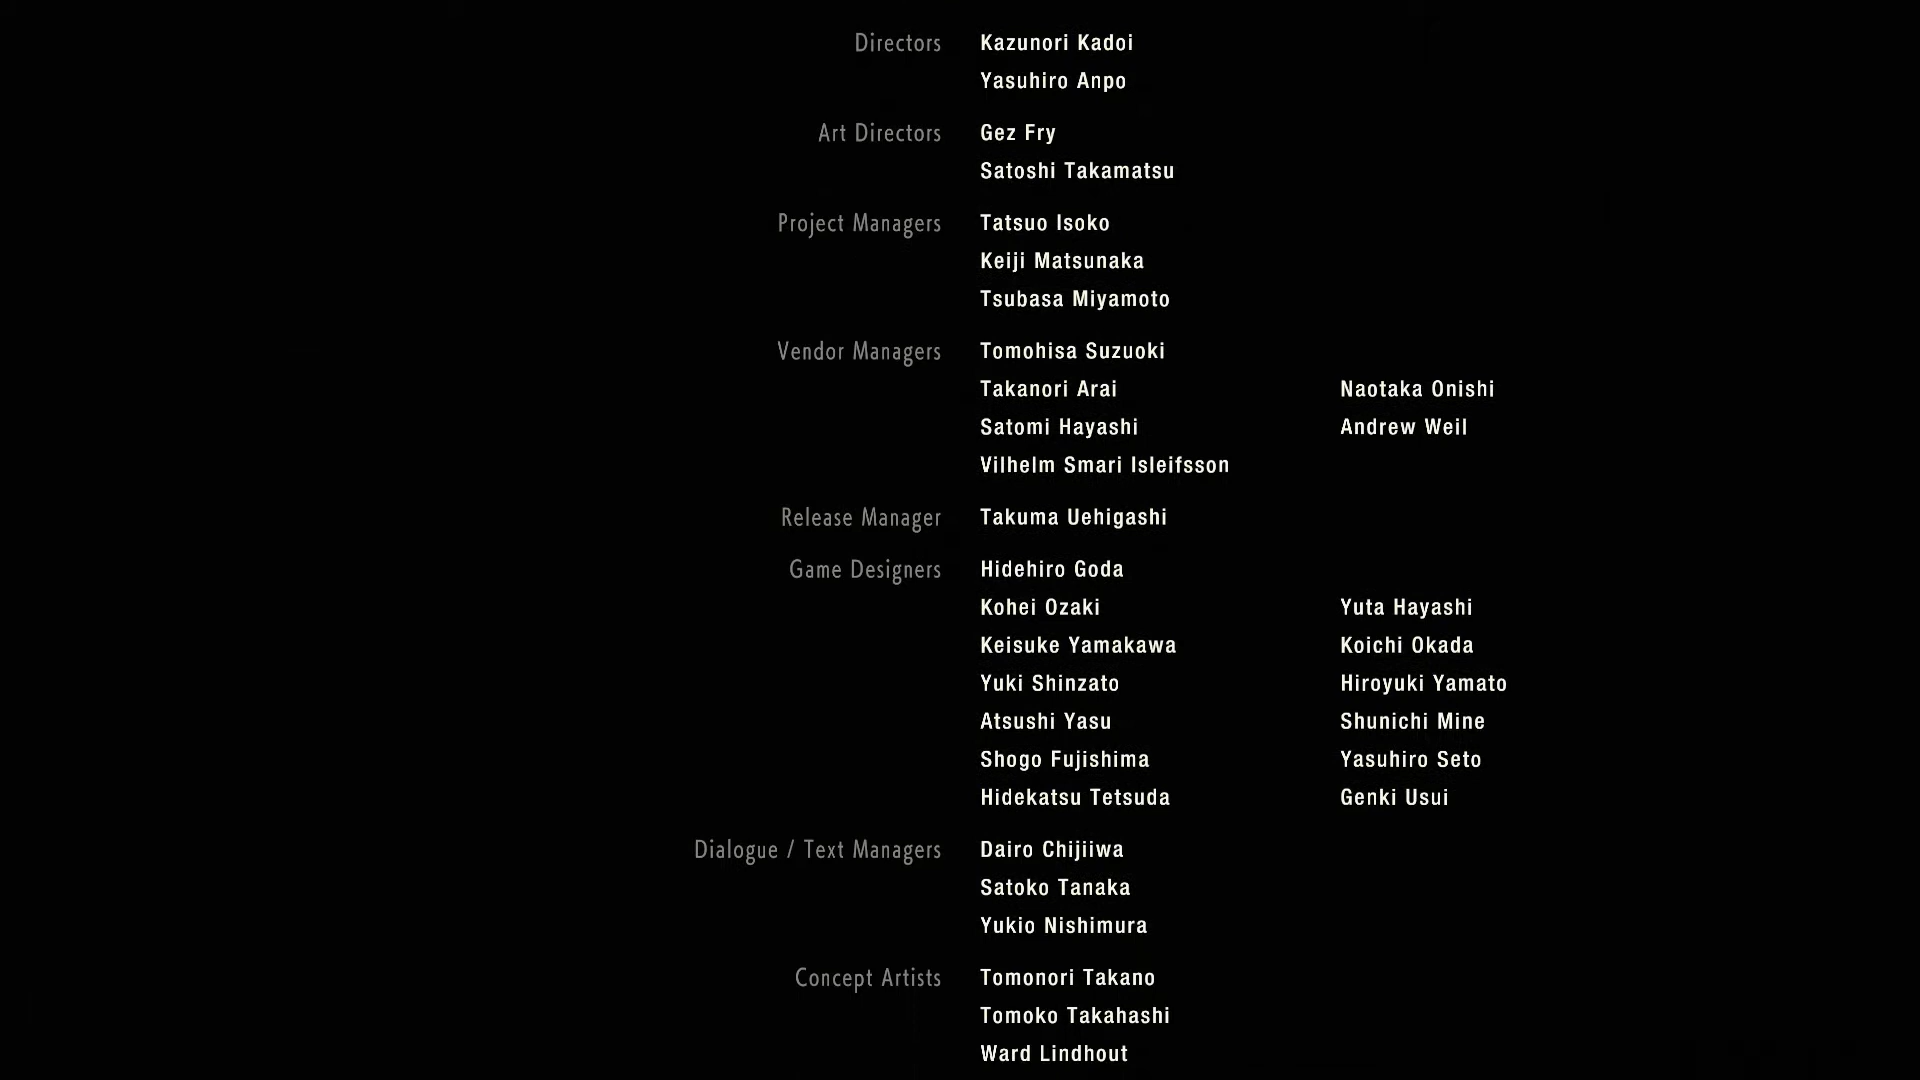 Directors Kazunori Kadoi
Yasuhiro Anpo
Art Directors Gez Fry
Satoshi Takamatsu
Project Managers Tatsuo Isoko
Keiji Matsunaka
Tsubasa Miyamoto
Vendor Managers Tomohisa Suzuoki
Takanori Arai Naotaka Onishi
Satomi Hayashi Andrew Weil
Vilhelm Smari Isleifsson
Release Manager Takuma Uehigashi
Game Designers Hidehiro Goda
Kohei Ozaki Yuta Hayashi
Keisuke Yamakawa Koichi Okada
Yuki Shinzato Hiroyuki Yamato
Atsushi Yasu Shunichi Mine
Shogo Fujishima Yasuhiro Seto
Hidekatsu Tetsuda Genki Usui
Dialogue / Text Managers Dairo Chijiiwa
Satoko Tanaka
Yukio Nishimura
Concept Artists Tomonori Takano
Tomoko Takahashi
Ward Lindhout